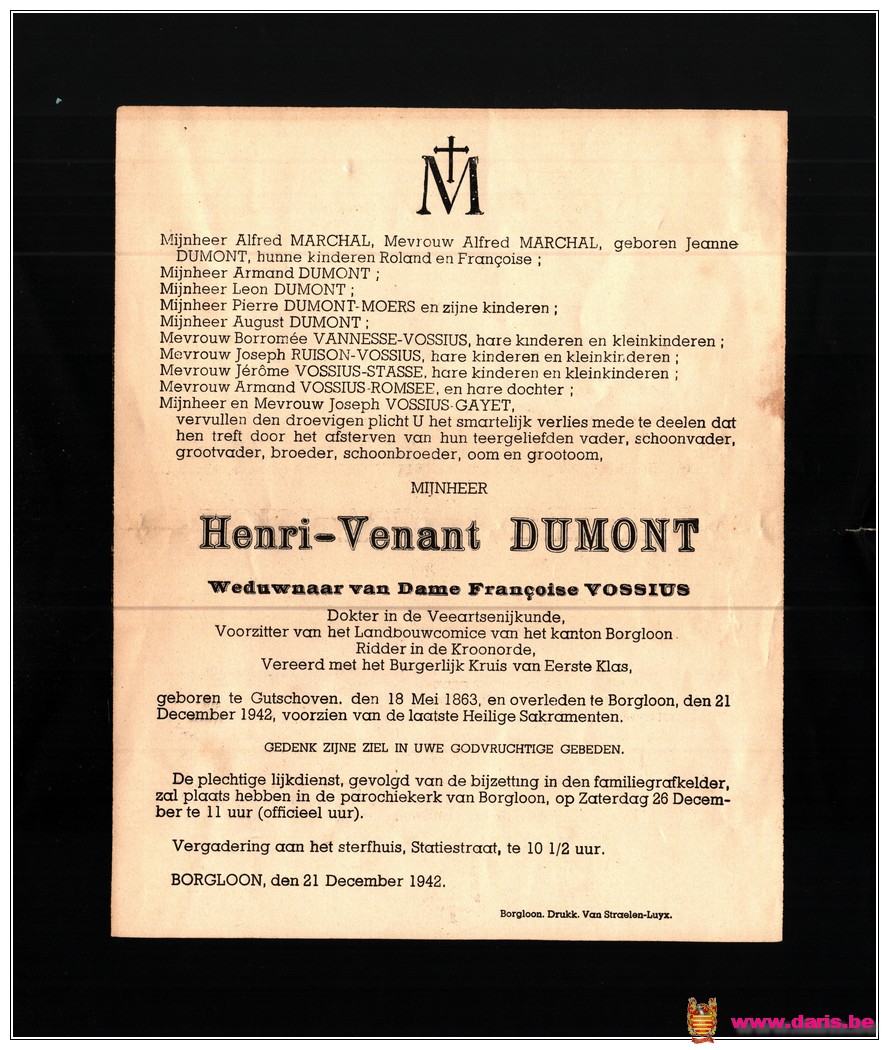 M
Mijnheer Alfred MARCHAL, Mevrouw Alfred MARCHAL, geboren Jeanne
DUMONT, hunne kinderen Roland en Françoise ;
Mijnheer Armand DUMONT ;
Mijnheer Leon DUMONT ;
Mijnheer Pierre DUMONT-MOERS en zijne kinderen ;
Mijnheer August DUMONT ;
Mevrouw Borromée VANNESSE-VOSSIUS, hare kinderen en kleinkinderen ;
Mevrouw Joseph RUISON-VOSSIUS, hare kinderen en kleinkinderen ;
Mevrouw Jérôme VOSSIUS-STASSE, hare kinderen en kleinkinderen ;
Mevrouw Armand VOSSIUS-ROMSEE, en hare dochter ;
Mijnheer en Mevrouw Joseph VOSSIUS-GAYET,
vervullen den droevigen plicht U het smartelijk verlies mede te deelen dat
hen treft door het afsterven van hun teergeliefden vader, schoonvader,
grootvader, broeder, schoonbroeder, oom en grootoom,
MIJNHEER
Henri-Venant DUMONT
Weduwnaar van Dame Françoise VOSSIUS
Dokter in de Veeartsenijkunde,
Voorzitter van het Landbouwcomice van het kanton Borgloon.
Ridder in de Kroonorde,
Vereerd met het Burgerlijk Kruis van Eerste Klas,
geboren te Gutschoven. den 18 Mei 1863, en overleden te Borgloon, den 21
December 1942, voorzien van de laatste Heilige Sakramenten.
GEDENK ZIJNE ZIEL IN UWE GODVRUCHTIGE GEBEDEN.
De plechtige lijkdienst, gevolgd van de bijzetting in den familiegrafkelder,
zal plaats hebben in de parochiekerk van Borgloon, op Zaterdag 26 Decem-
ber te 11 uur (officieel uur).
Vergadering aan het sterfhuis, Statiestraat, te 10 1/2 uur.
BORGLOON, den 21 December 1942.
Borgloon. Drukk. Van Straelen-Luyx.
www.daris.be